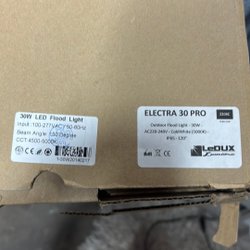 30W LED Flood Light
Input: 100-277VAC/ 50-60Hz
Beam Angle: 120 Degree
CCT:4500-5000K
ELECTRA 30 PRO
Outdoor Flood Light - 30W -
AC220-240V - CoolWhite (5000K) -
IP65 - 120°
LeDUX